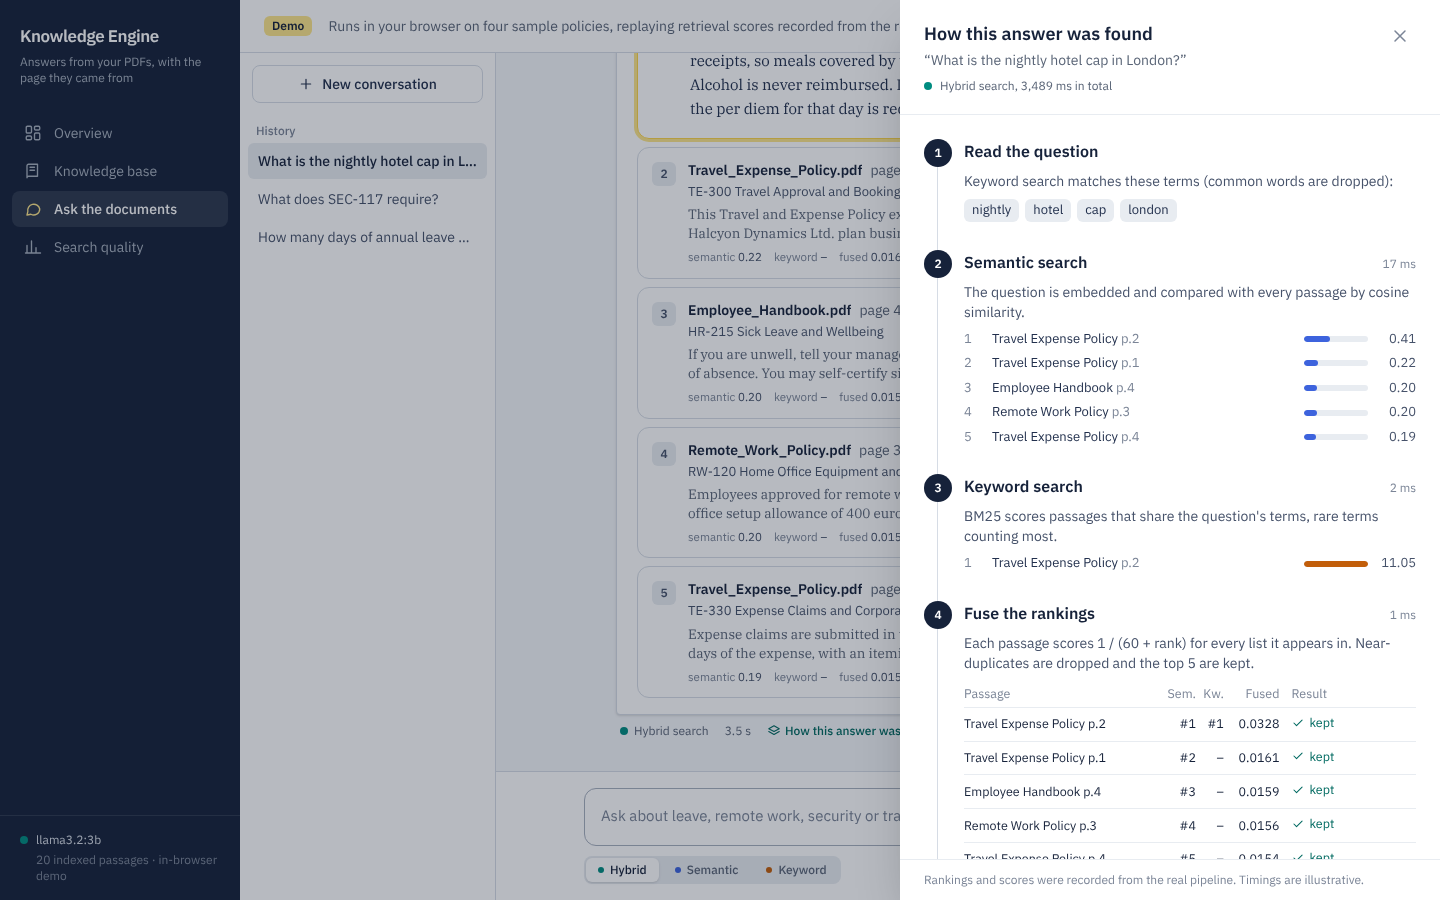 Knowledge Engine
Answers from your PDFs, with the
page they came from
Overview
Knowledge base
Ask the documents
Search quality
llama3.2:3b
20 indexed passages · in-browser
demo
Demo
Runs in your browser on four sample policies, replaying retrieval scores recorded from the r
New conversation
History
What is the nightly hotel cap in L...
What does SEC-117 require?
How many days of annual leave ...
receipts, so meals covered by
Alcohol is never reimbursed.
the per diem for that day is
2
Travel_Expense_Policy.pdf page
TE-300 Travel Approval and Booking
This Travel and Expense Policy
Halcyon Dynamics Ltd. plan
semantic 0.22 keyword – fused 0.016
3
Employee_Handbook.pdf page 4
HR-215 Sick Leave and Wellbeing
If you are unwell, tell your
of absence. You may self-certify
semantic 0.20 keyword – fused 0.015
4
Remote_Work_Policy.pdf page 3
RW-120 Home Office Equipment and
Employees approved for remote
office setup allowance of 400
semantic 0.20 keyword – fused 0.015
5
Travel_Expense_Policy.pdf page
TE-330 Expense Claims and
Expense claims are submitted in
days of the expense, with an
semantic 0.19 keyword – fused 0.015
Hybrid search 3.5 s How this answer was
Ask about leave, remote work, security or tra
Hybrid Semantic Keyword
How this answer was found
“What is the nightly hotel cap in London?”
Hybrid search, 3,489 ms in total
1 Read the question
Keyword search matches these terms (common words are dropped):
nightly hotel cap london
2 Semantic search 17 ms
The question is embedded and compared with every passage by cosine
similarity.
1 Travel Expense Policy p.2 0.41
2 Travel Expense Policy p.1 0.22
3 Employee Handbook p.4 0.20
4 Remote Work Policy p.3 0.20
5 Travel Expense Policy p.4 0.19
3 Keyword search 2 ms
BM25 scores passages that share the question's terms, rare terms
counting most.
1 Travel Expense Policy p.2 11.05
4 Fuse the rankings 1 ms
Each passage scores 1 / (60 + rank) for every list it appears in. Near-
duplicates are dropped and the top 5 are kept.
Passage Sem. Kw. Fused Result
Travel Expense Policy p.2 #1 #1 0.0328 kept
Travel Expense Policy p.1 #2 – 0.0161 kept
Employee Handbook p.4 #3 – 0.0159 kept
Remote Work Policy p.3 #4 – 0.0156 kept
Travel Expense Policy p.4 #5 – 0.0154 kept
Rankings and scores were recorded from the real pipeline. Timings are illustrative.